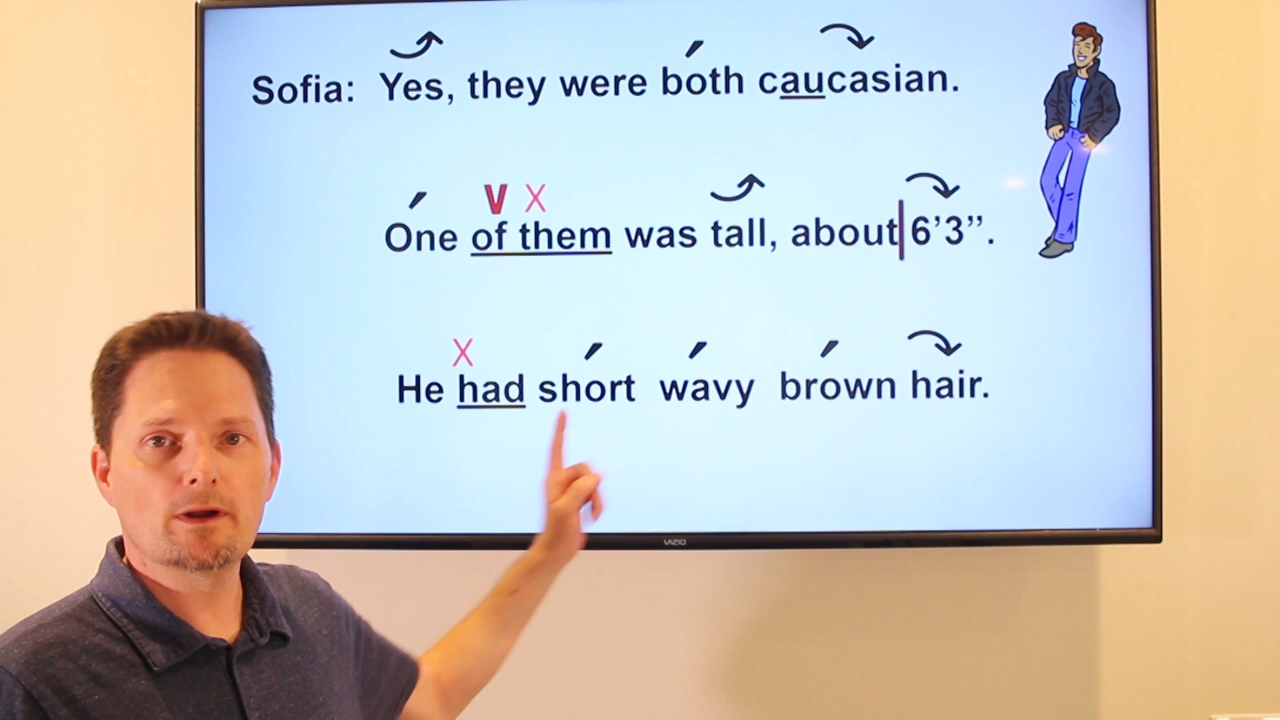 Sofia: Yes, they were both caucasian.
V X
One of them was tall, about 6’3”.
X
He had short wavy brown hair.
VIZIO